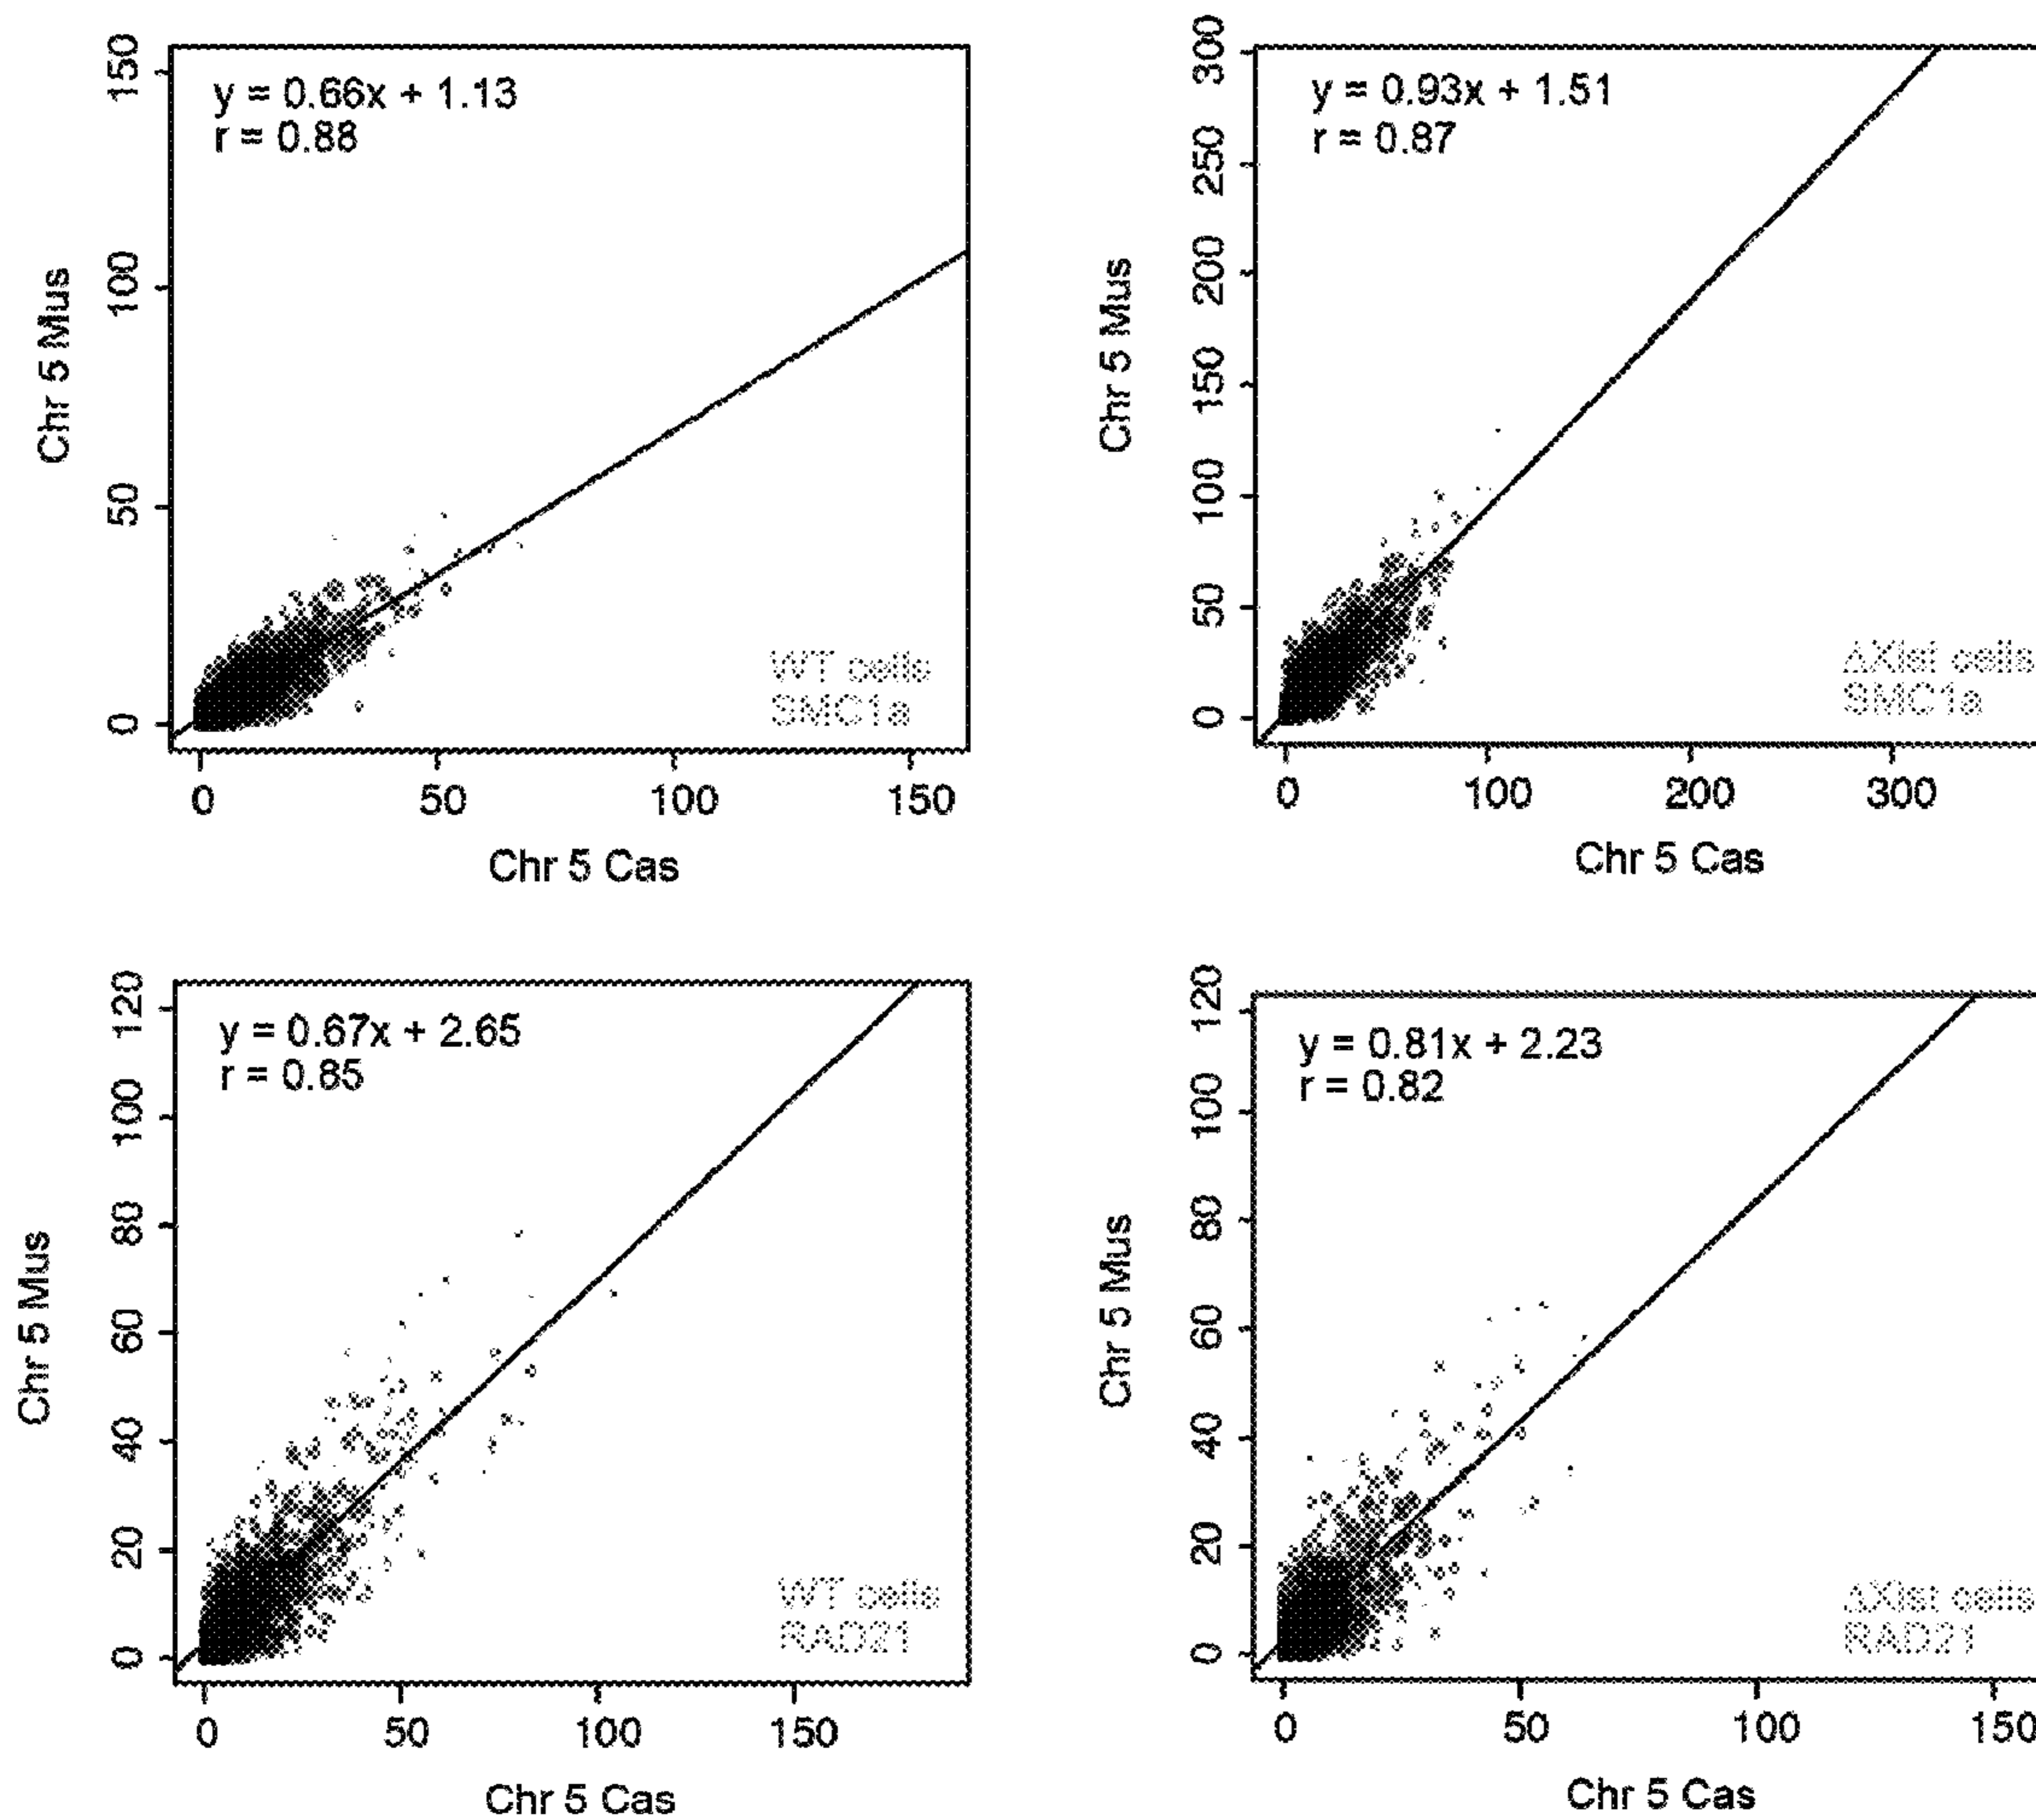 y = 0.66x + 1.13
r = 0.88
150
100
50
0
Chr 5 Mus
WT cells
SMC1a
0 50 100 150
Chr 5 Cas
y = 0.93x + 1.51
r = 0.87
300
250
200
150
100
50
0
Chr 5 Mus
ΔXist cells
SMC1a
0 100 200 300
Chr 5 Cas
y = 0.67x + 2.65
r = 0.85
120
100
80
60
40
20
0
Chr 5 Mus
WT cells
RAD21
0 50 100 150
Chr 5 Cas
y = 0.81x + 2.23
r = 0.82
120
100
80
60
40
20
0
Chr 5 Mus
ΔXist cells
RAD21
0 50 100 150
Chr 5 Cas